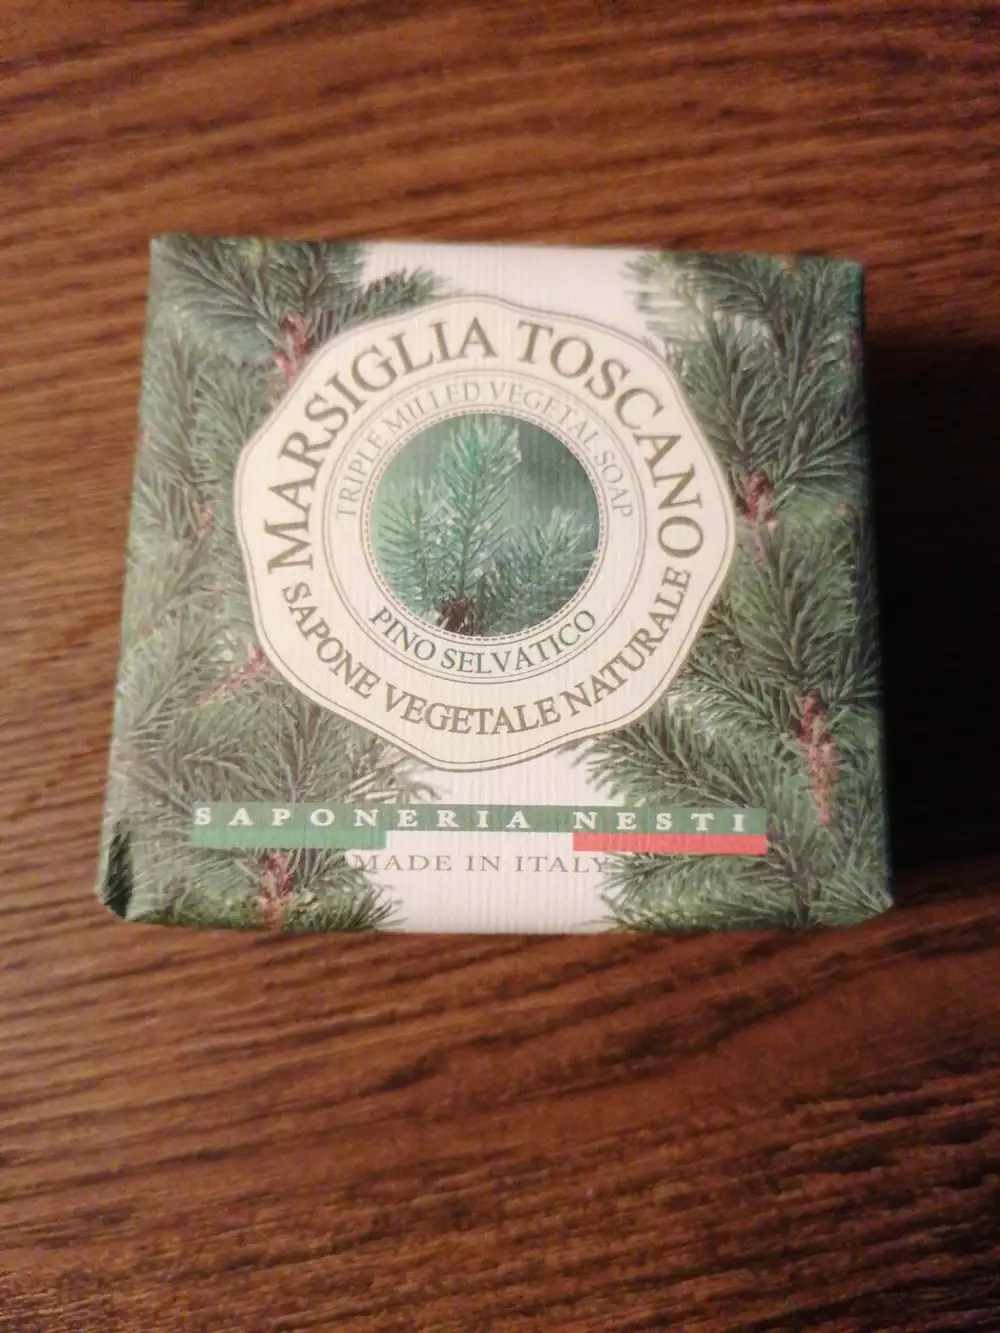 MARSIGLIA TOSCANO
TRIPLE MILLED VEGETAL SOAP
PINO SELVATICO
SAPONE VEGETALE NATURALE
SAPONERIA NESTI
MADE IN ITALY